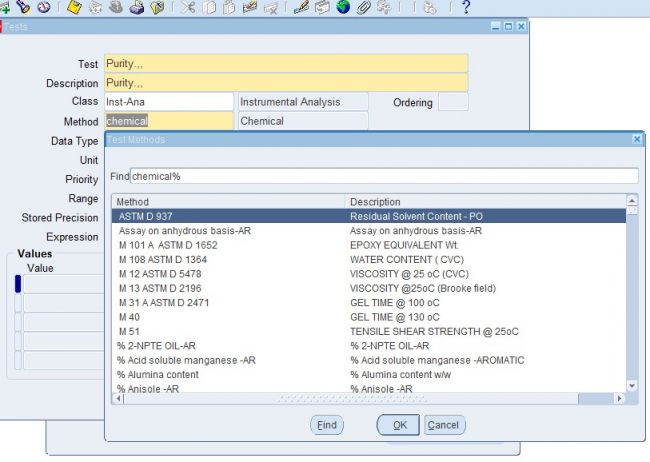 Tests
Test Purity.,,
Description Purity.,,
Class Inst-Ana Instrumental Analysis Ordering
Method chemical Chemical
Data Type
Unit
Priority
Range
Stored Precision
Expression
Values
Value
Test Methods
Find chemical%
Method Description
ASTM D 937 Residual Solvent Content - PO
Assay on anhydrous basis-AR Assay on anhydrous basis-AR
M 101 A ASTM D 1652 EPOXY EQUIVALENT Wt.
M 108 ASTM D 1364 WATER CONTENT ( CVC)
M 12 ASTM D 5478 VISCOSITY @ 25 oC (CVC)
M 13 ASTM D 2196 VISCOSITY @25oC (Brooke field)
M 31 A ASTM D 2471 GEL TIME @ 100 oC
M 40 GEL TIME @ 130 oC
M 51 TENSILE SHEAR STRENGTH @ 25oC
% 2-NPTE OIL-AR % 2-NPTE OIL-AR
% Acid soluble manganese -AR % Acid soluble manganese -AROMATIC
% Alumina content % Alumina content w/w
% Anisole -AR % Anisole -AR
Find OK Cancel